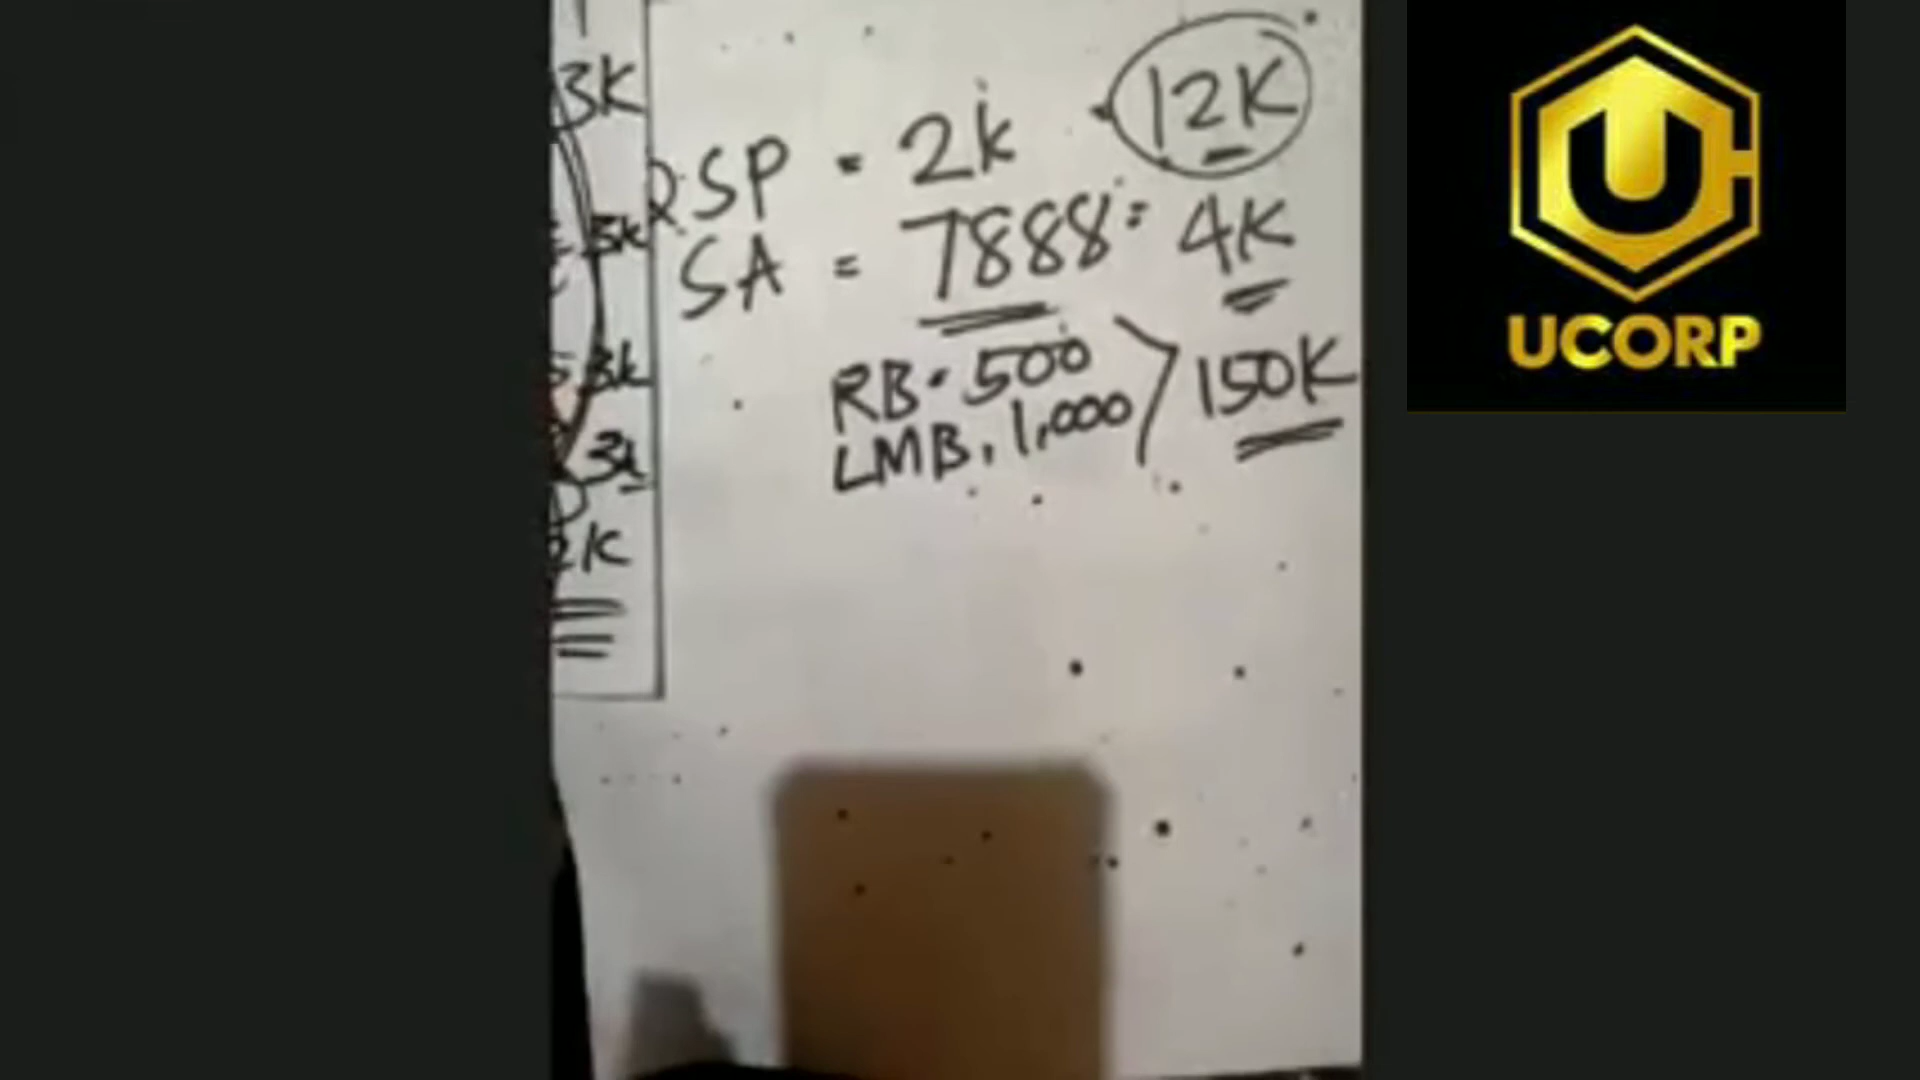 3K
3K
3k
3k
2K
SP = 2k 12K
SA = 7888 = 4K
RB. 500
LMB. 1,000
150K
UCORP